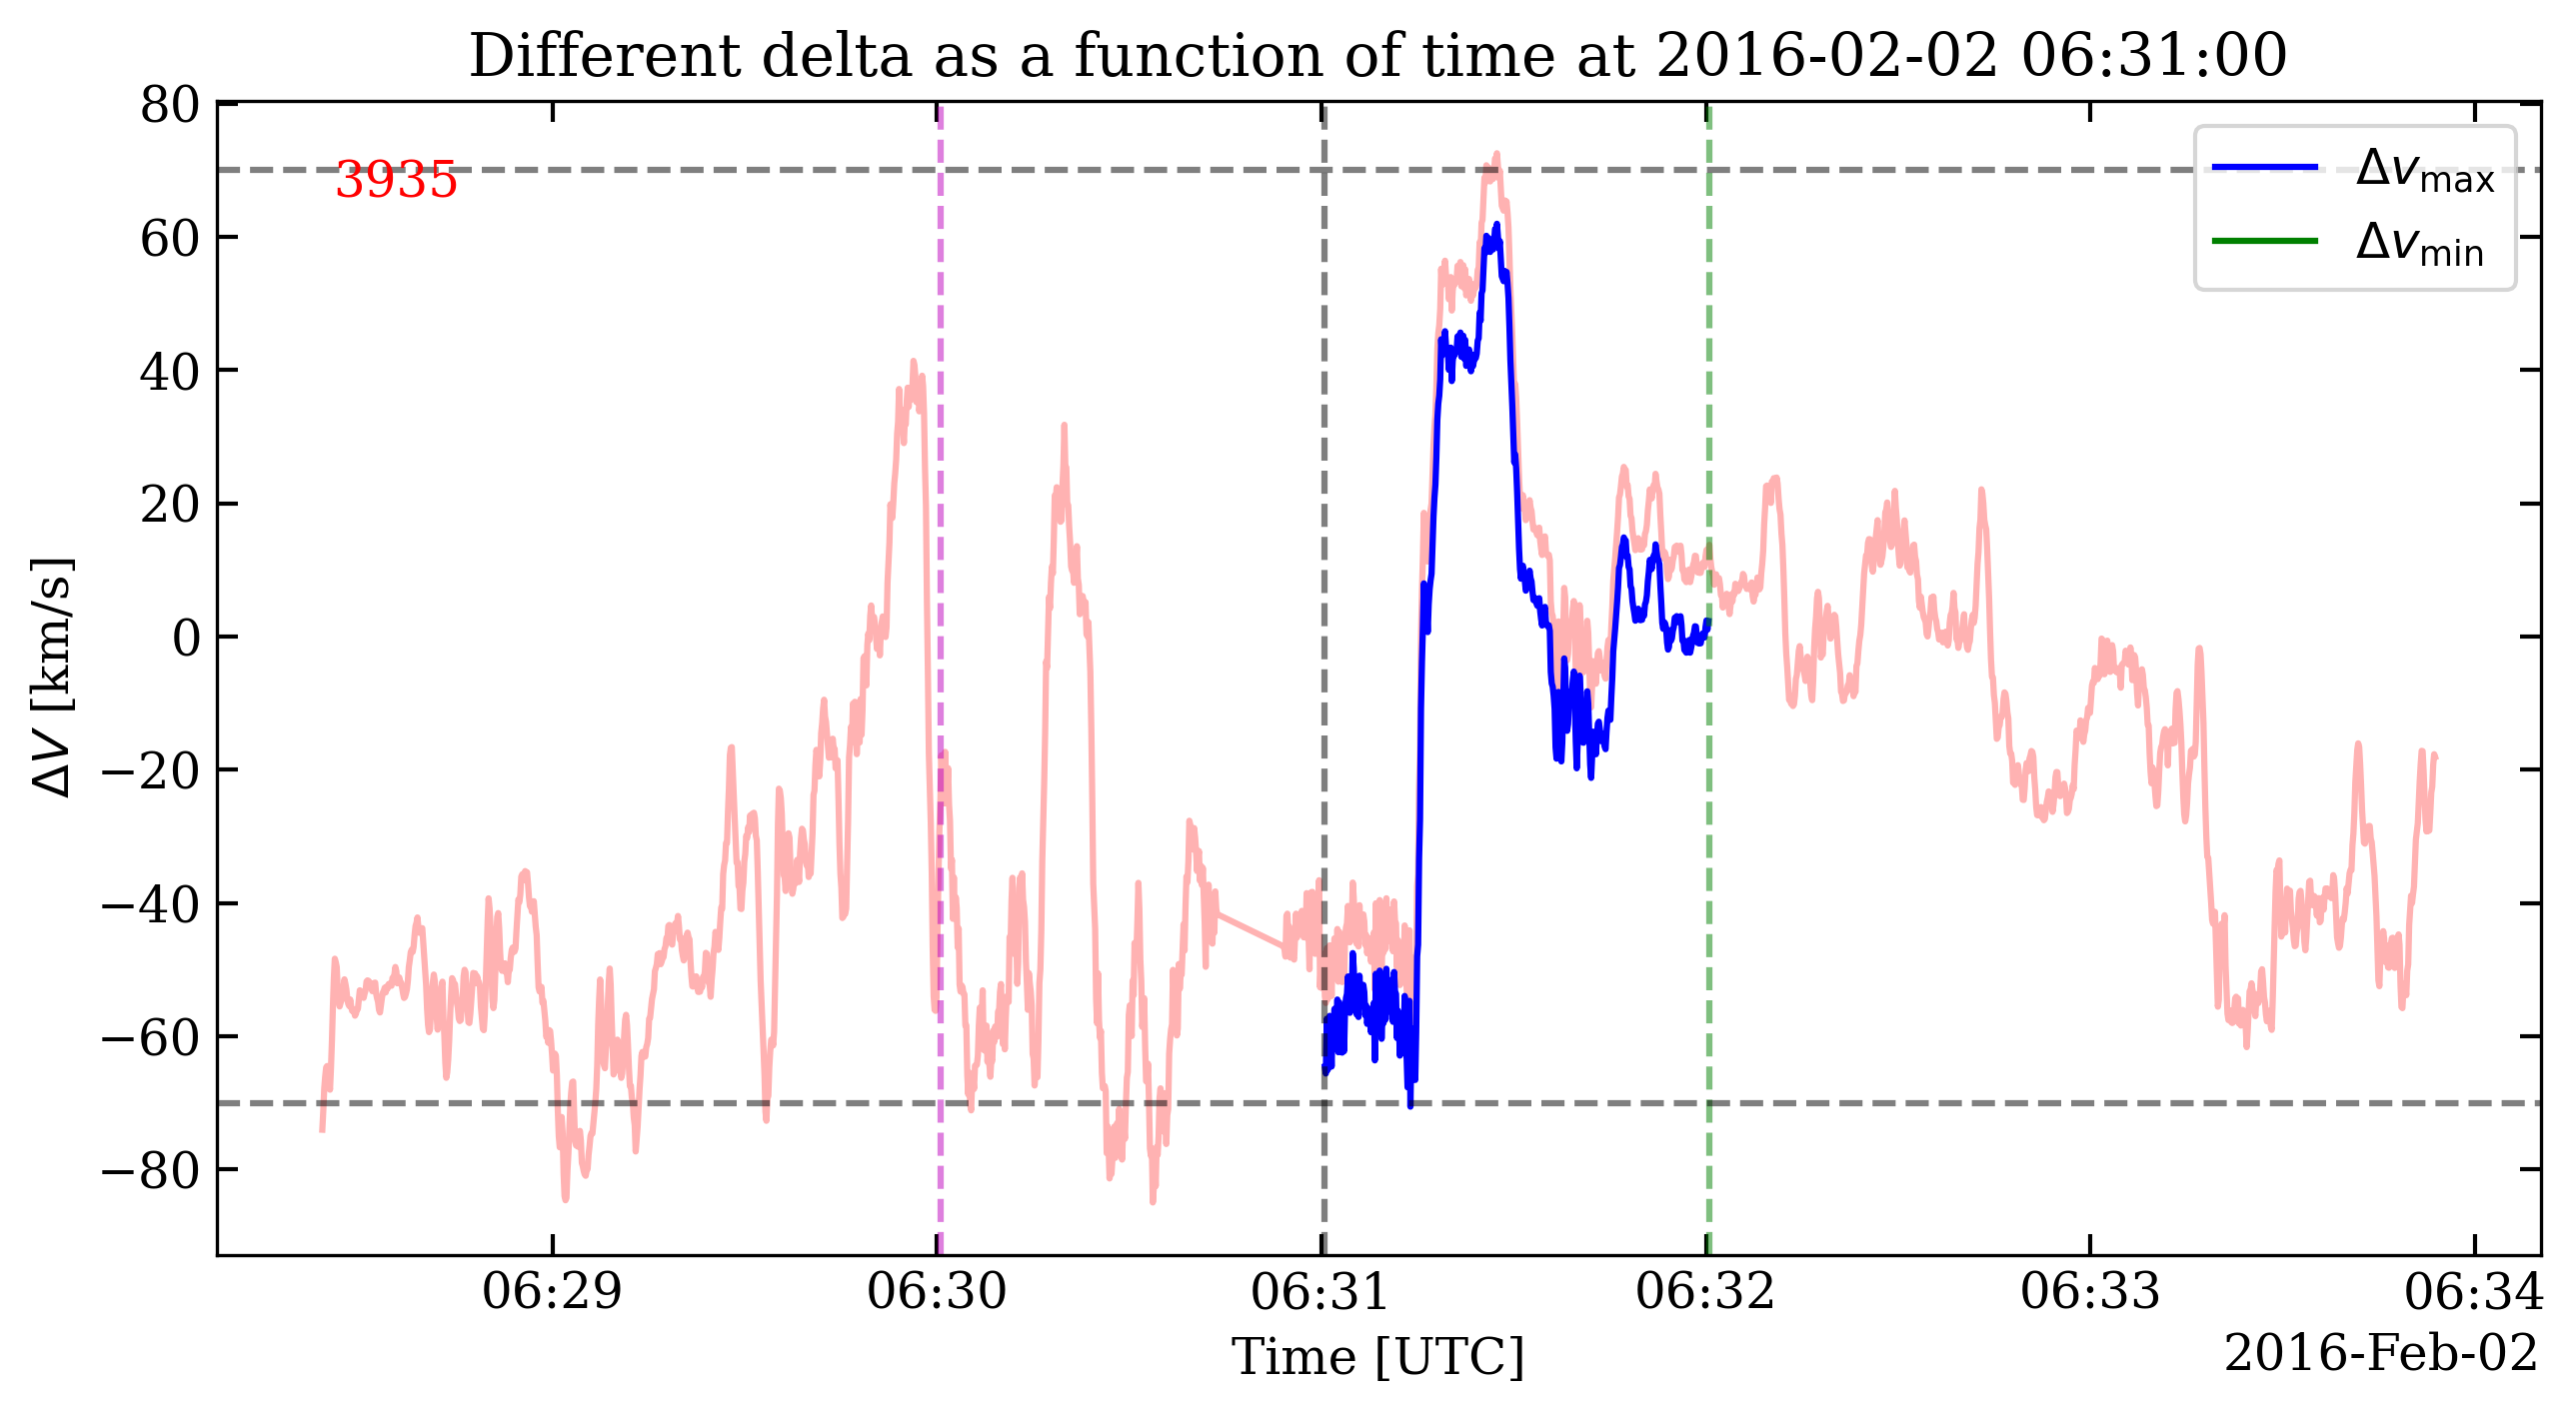 Different delta as a function of time at 2016-02-02 06:31:00
80
60
40
20
0
−20
−40
−60
−80
ΔV [km/s]
3935
Δv_max
Δv_min
06:29 06:30 06:31 06:32 06:33 06:34
Time [UTC]
2016-Feb-02